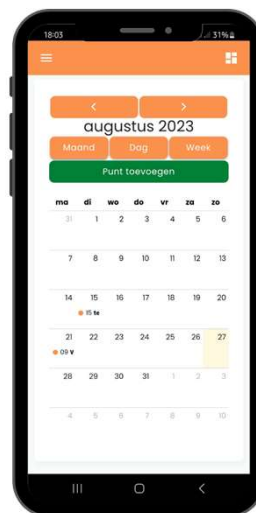 18:03 31%
augustus 2023
Maand Dag Week
Punt toevoegen
ma di wo do vr za zo
31 1 2 3 4 5 6
7 8 9 10 11 12 13
14 15 16 17 18 19 20
15 te
21 22 23 24 25 26 27
09 V
28 29 30 31 1 2 3
4 5 6 7 8 9 10